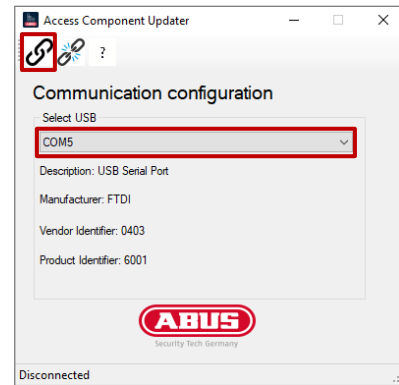 Access Component Updater
?
Communication configuration
Select USB
COM5
Description: USB Serial Port
Manufacturer: FTDI
Vendor Identifier: 0403
Product Identifier: 6001
ABUS
Security Tech Germany
Disconnected